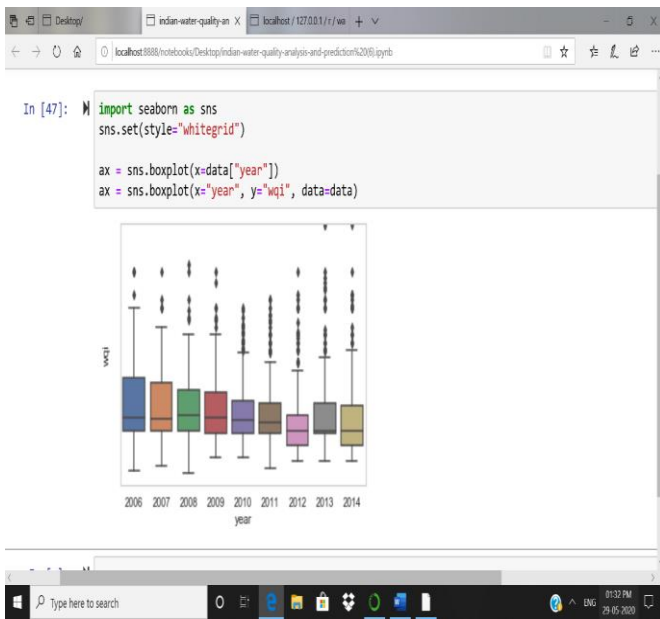 Desktop/
indian-water-quality-an X
localhost / 127.0.0.1 / r / wa
localhost:8888/notebooks/Desktop/indian-water-quality-analysis-and-prediction%20(6).ipynb
In [47]:
import seaborn as sns
sns.set(style="whitegrid")
ax = sns.boxplot(x=data["year"])
ax = sns.boxplot(x="year", y="wqi", data=data)
wqi
2006 2007 2008 2009 2010 2011 2012 2013 2014
year
Type here to search
ENG
01:32 PM
29-05-2020